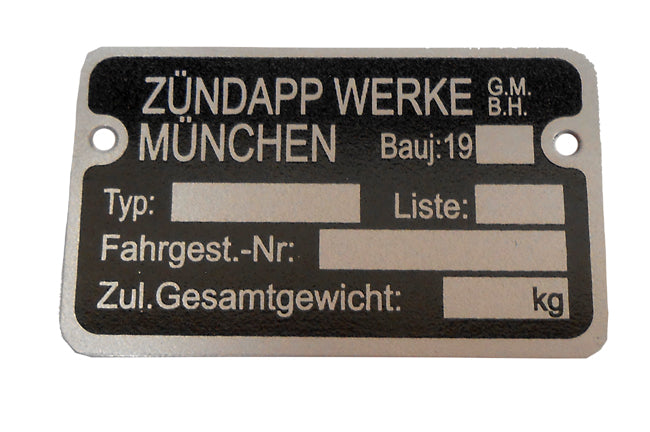 ZÜNDAPP WERKE G.M.B.H.
MÜNCHEN Bauj:19
Typ: Liste:
Fahrgest.-Nr:
Zul.Gesamtgewicht: kg